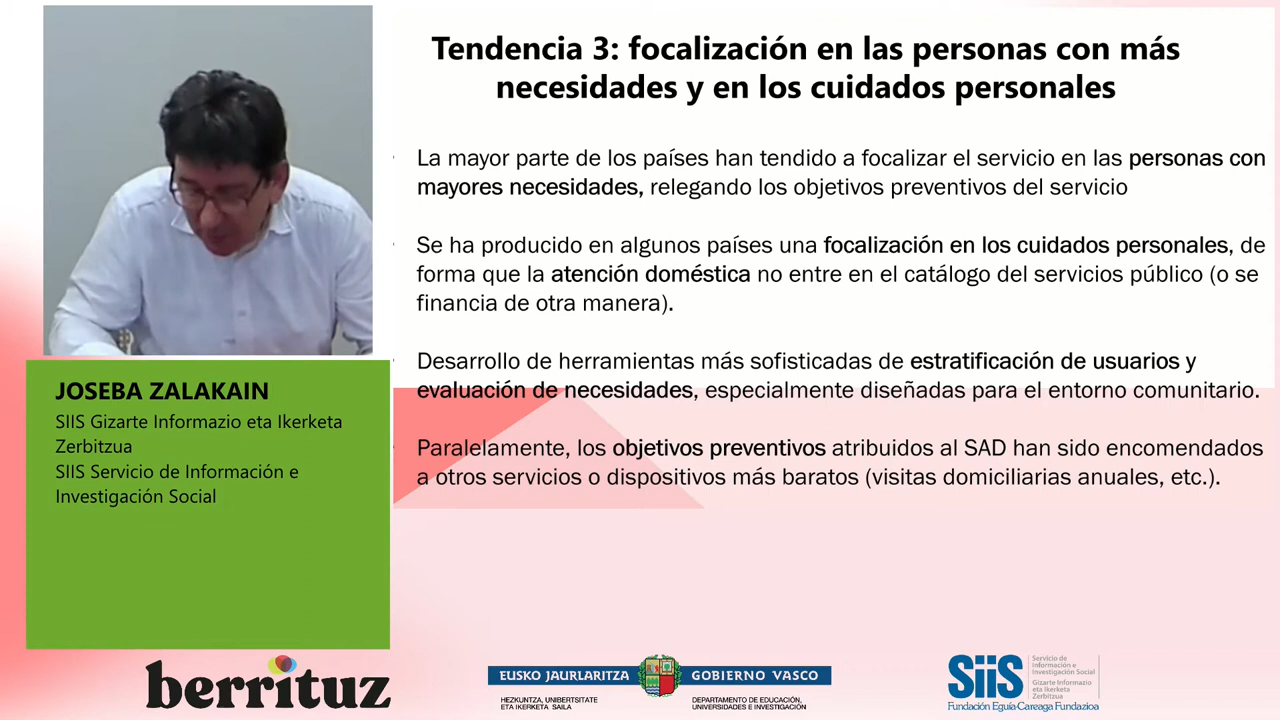 Tendencia 3: focalización en las personas con más
necesidades y en los cuidados personales
La mayor parte de los países han tendido a focalizar el servicio en las personas con
mayores necesidades, relegando los objetivos preventivos del servicio
Se ha producido en algunos países una focalización en los cuidados personales, de
forma que la atención doméstica no entre en el catálogo del servicios público (o se
financia de otra manera).
Desarrollo de herramientas más sofisticadas de estratificación de usuarios y
evaluación de necesidades, especialmente diseñadas para el entorno comunitario.
Paralelamente, los objetivos preventivos atribuidos al SAD han sido encomendados
a otros servicios o dispositivos más baratos (visitas domiciliarias anuales, etc.).
JOSEBA ZALAKAIN
SIIS Gizarte Informazio eta Ikerketa
Zerbitzua
SIIS Servicio de Información e
Investigación Social
berrituz
EUSKO JAURLARITZA
GOBIERNO VASCO
HEZKUNTZA, UNIBERTSITATE
ETA IKERKETA SAILA
DEPARTAMENTO DE EDUCACIÓN,
UNIVERSIDADES E INVESTIGACIÓN
SiiS
Servicio de
Información e
Investigación Social
Gizarte Informazio
eta Ikerketa
Zerbitzua
Fundación Eguía-Careaga Fundazioa